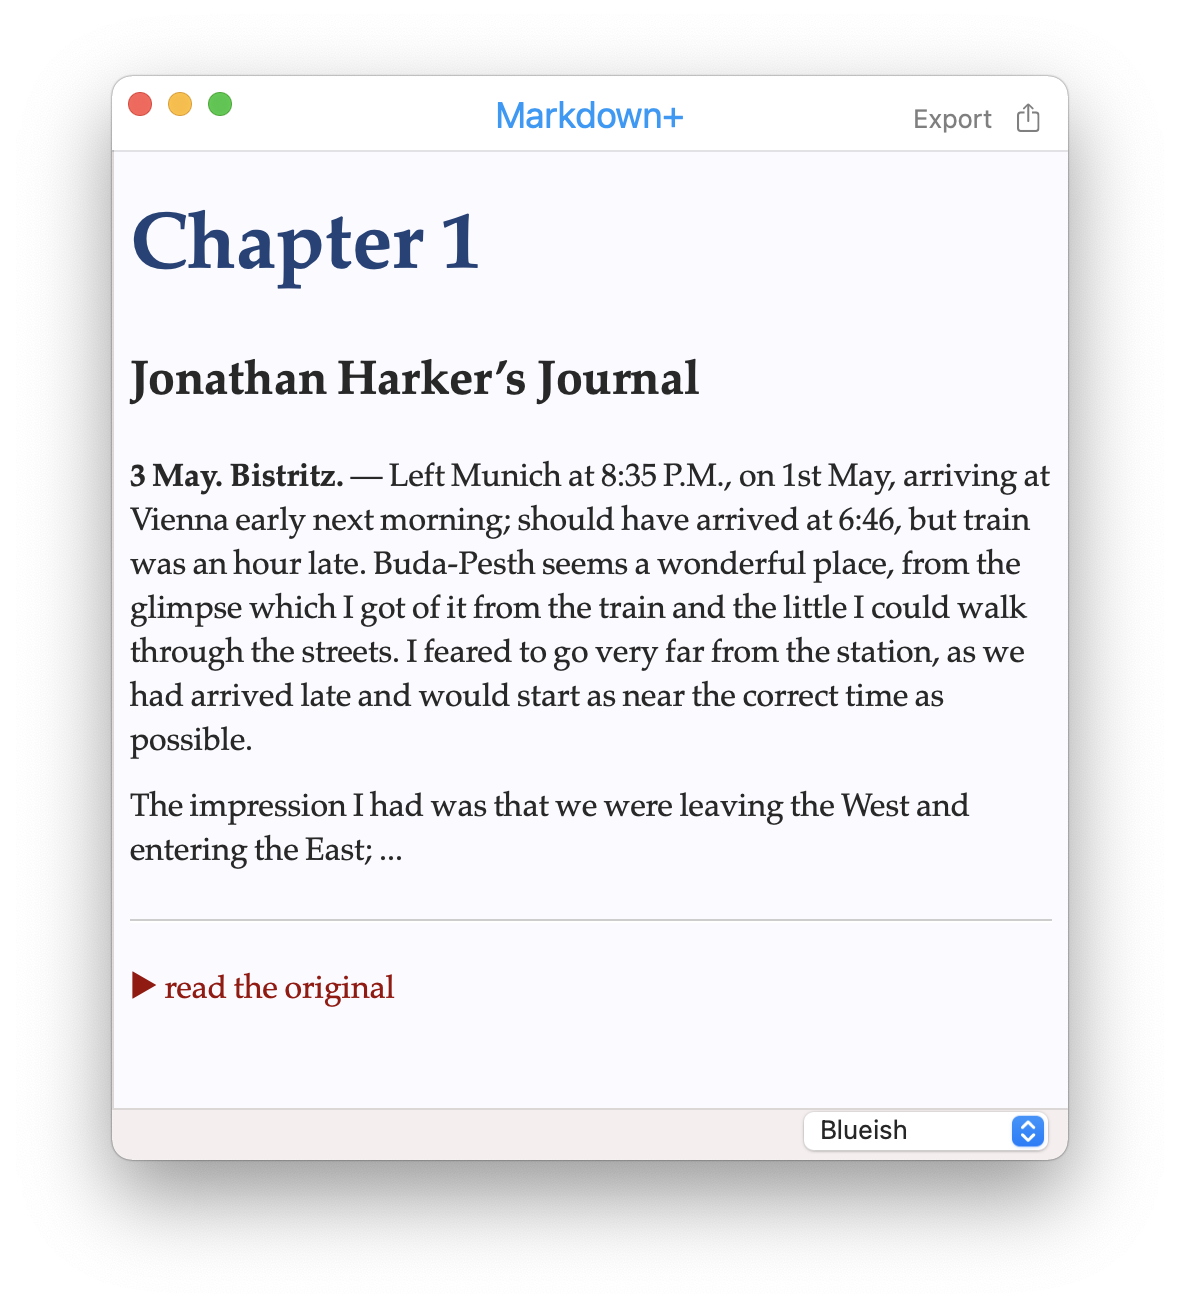 Markdown+
Export
Chapter 1
Jonathan Harker’s Journal
3 May. Bistritz. — Left Munich at 8:35 P.M., on 1st May, arriving at
Vienna early next morning; should have arrived at 6:46, but train
was an hour late. Buda-Pesth seems a wonderful place, from the
glimpse which I got of it from the train and the little I could walk
through the streets. I feared to go very far from the station, as we
had arrived late and would start as near the correct time as
possible.
The impression I had was that we were leaving the West and
entering the East; ...
▶ read the original
Blueish